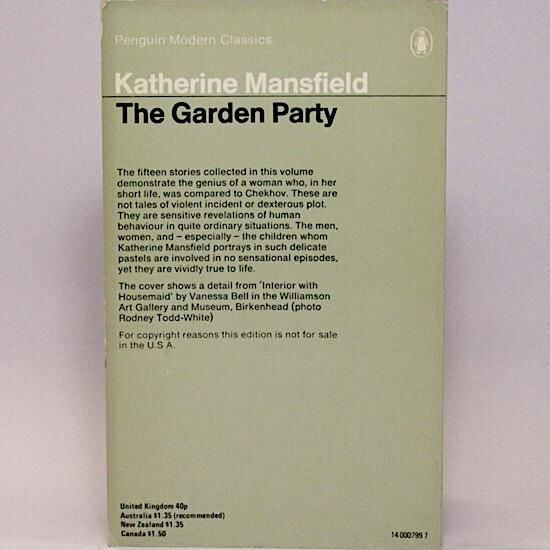 Penguin Modern Classics
Katherine Mansfield
The Garden Party
The fifteen stories collected in this volume
demonstrate the genius of a woman who, in her
short life, was compared to Chekhov. These are
not tales of violent incident or dexterous plot.
They are sensitive revelations of human
behaviour in quite ordinary situations. The men,
women, and – especially – the children whom
Katherine Mansfield portrays in such delicate
pastels are involved in no sensational episodes,
yet they are vividly true to life.
The cover shows a detail from 'Interior with
Housemaid' by Vanessa Bell in the Williamson
Art Gallery and Museum, Birkenhead (photo
Rodney Todd-White)
For copyright reasons this edition is not for sale
in the U.S.A.
United Kingdom 40p
Australia $1.35 (recommended)
New Zealand $1.35
Canada $1.50
14 000799 7